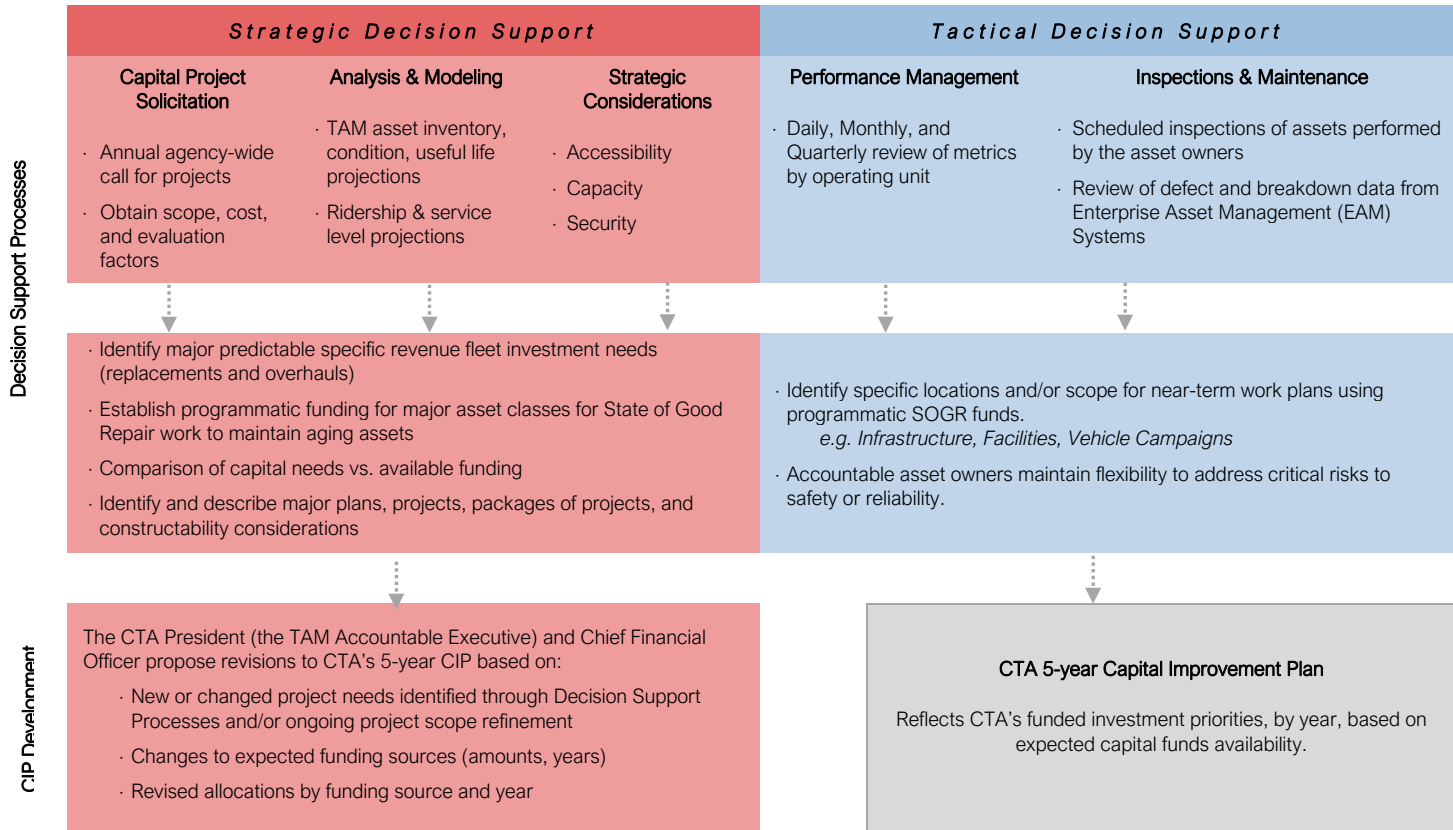 Strategic Decision Support
Tactical Decision Support
Decision Support Processes
Capital Project
Solicitation
· Annual agency-wide
call for projects
· Obtain scope, cost,
and evaluation
factors
Analysis & Modeling
· TAM asset inventory,
condition, useful life
projections
· Ridership & service
level projections
Strategic
Considerations
· Accessibility
· Capacity
· Security
Performance Management
· Daily, Monthly, and
Quarterly review of metrics
by operating unit
Inspections & Maintenance
· Scheduled inspections of assets performed
by the asset owners
· Review of defect and breakdown data from
Enterprise Asset Management (EAM)
Systems
· Identify major predictable specific revenue fleet investment needs
(replacements and overhauls)
· Establish programmatic funding for major asset classes for State of Good
Repair work to maintain aging assets
· Comparison of capital needs vs. available funding
· Identify and describe major plans, projects, packages of projects, and
constructability considerations
· Identify specific locations and/or scope for near-term work plans using
programmatic SOGR funds.
e.g. Infrastructure, Facilities, Vehicle Campaigns
· Accountable asset owners maintain flexibility to address critical risks to
safety or reliability.
CIP Development
The CTA President (the TAM Accountable Executive) and Chief Financial
Officer propose revisions to CTA's 5-year CIP based on:
· New or changed project needs identified through Decision Support
Processes and/or ongoing project scope refinement
· Changes to expected funding sources (amounts, years)
· Revised allocations by funding source and year
CTA 5-year Capital Improvement Plan
Reflects CTA's funded investment priorities, by year, based on
expected capital funds availability.